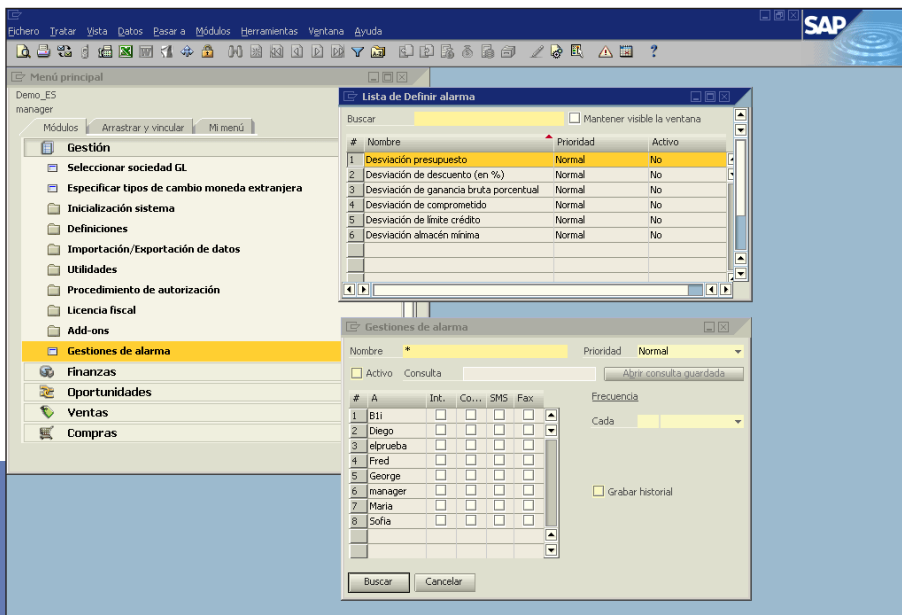 SAP
Fichero Tratar Vista Datos Pasar a Módulos Herramientas Ventana Ayuda
Menú principal
Demo_ES
manager
Módulos Arrastrar y vincular Mi menú
Gestión
Seleccionar sociedad GL
Especificar tipos de cambio moneda extranjera
Inicialización sistema
Definiciones
Importación/Exportación de datos
Utilidades
Procedimiento de autorización
Licencia fiscal
Add-ons
Gestiones de alarma
Finanzas
Oportunidades
Ventas
Compras
Lista de Definir alarma
Buscar Mantener visible la ventana
# Nombre Prioridad Activo
1 Desviación presupuesto Normal No
2 Desviación de descuento (en %) Normal No
3 Desviación de ganancia bruta porcentual Normal No
4 Desviación de comprometido Normal No
5 Desviación de límite crédito Normal No
6 Desviación almacén mínima Normal No
Gestiones de alarma
Nombre * Prioridad Normal
Activo Consulta Abrir consulta guardada
# A Int. Co... SMS Fax Frecuencia
1 B1i
Cada
2 Diego
3 elprueba
4 Fred
5 George
6 manager Grabar historial
7 Maria
8 Sofia
Buscar Cancelar